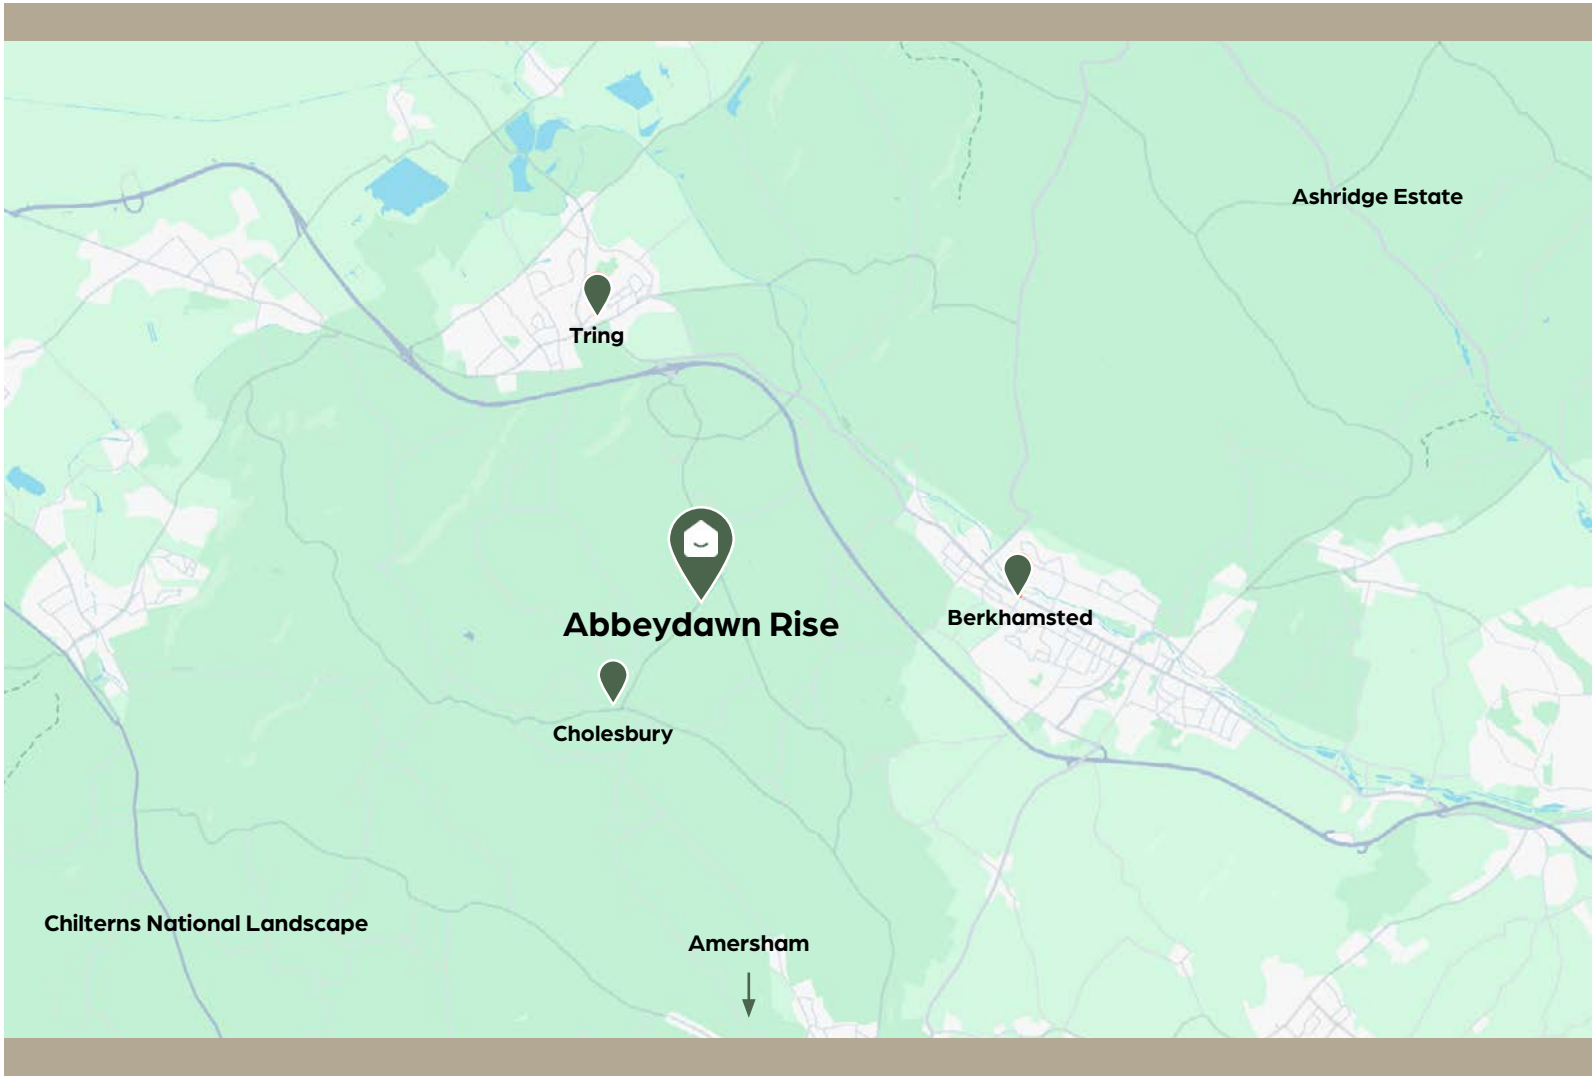 Ashridge Estate
Tring
Abbeydawn Rise
Berkhamsted
Cholesbury
Chilterns National Landscape
Amersham